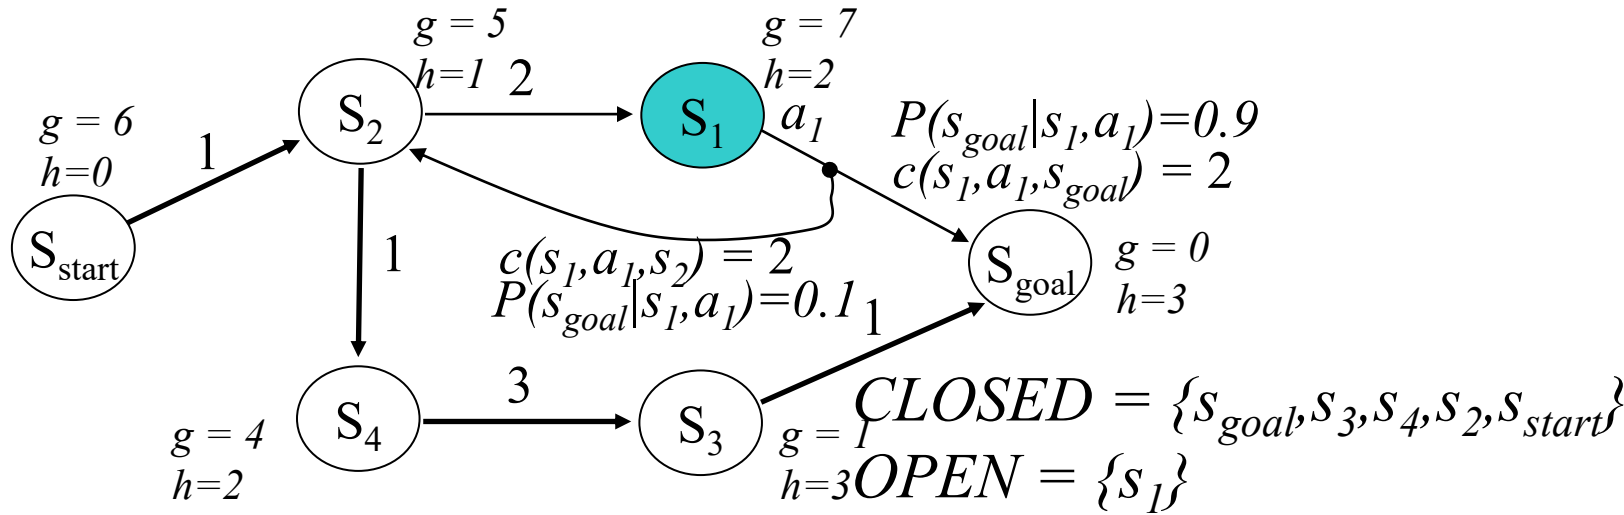 g = 5
h=1
g = 7
h=2
2
S2
S1
a1
g = 6
h=0
1
P(sgoal|s1,a1)=0.9
c(s1,a1,sgoal) = 2
Sstart
1
c(s1,a1,s2) = 2
P(sgoal|s1,a1)=0.1
Sgoal
g = 0
h=3
1
3
S4
S3
g = 4
h=2
g = 1
h=3
CLOSED = {sgoal,s3,s4,s2,sstart}
OPEN = {s1}